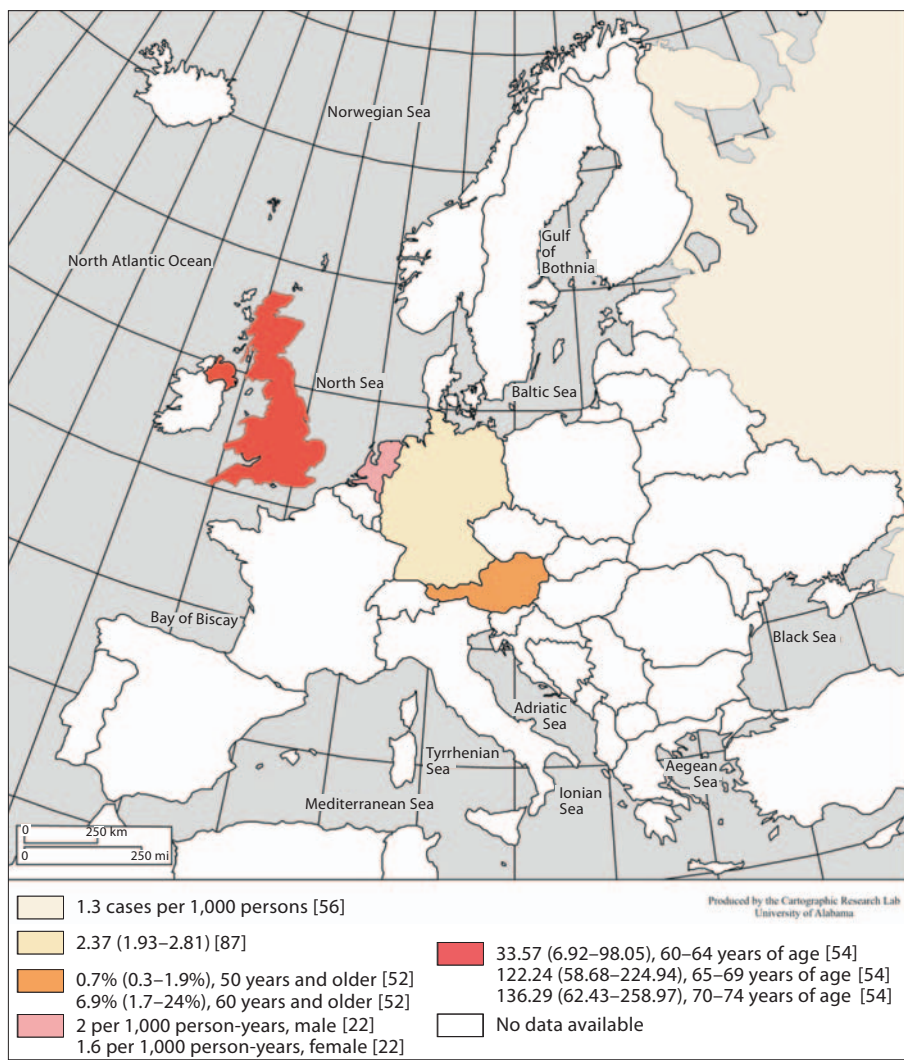 Norwegian Sea
North Atlantic Ocean
Gulf
of
Bothnia
North Sea
Baltic Sea
Bay of Biscay
Black Sea
Adriatic
Sea
Tyrrhenian
Sea
Aegean
Sea
Ionian
Sea
Mediterranean Sea
0 250 km
0 250 mi
1.3 cases per 1,000 persons [56]
2.37 (1.93–2.81) [87]
0.7% (0.3–1.9%), 50 years and older [52]
6.9% (1.7–24%), 60 years and older [52]
2 per 1,000 person-years, male [22]
1.6 per 1,000 person-years, female [22]
Produced by the Cartographic Research Lab
University of Alabama
33.57 (6.92–98.05), 60–64 years of age [54]
122.24 (58.68–224.94), 65–69 years of age [54]
136.29 (62.43–258.97), 70–74 years of age [54]
No data available